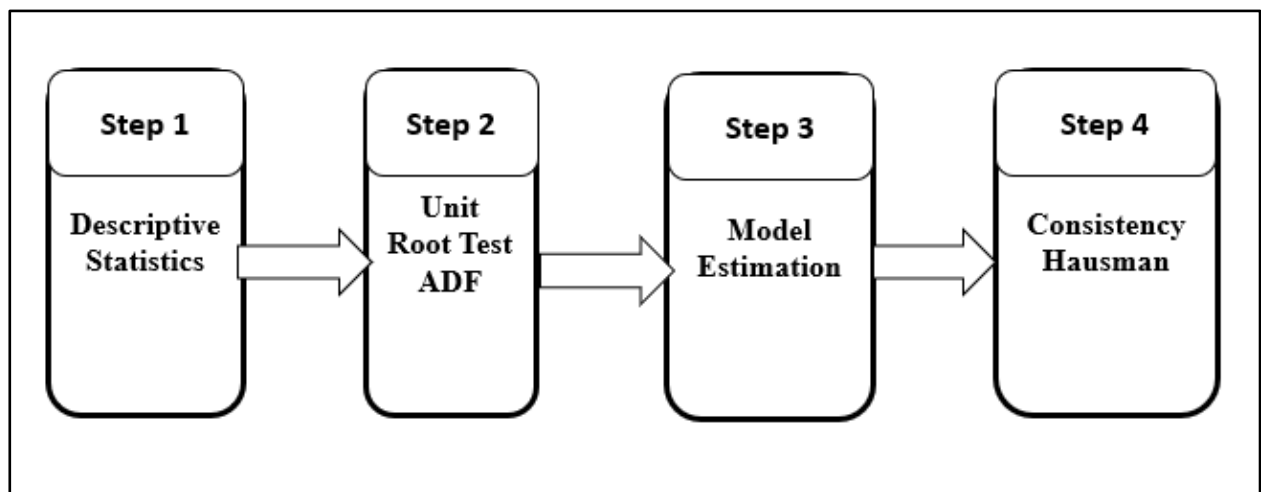 Step 1
Descriptive
Statistics
Step 2
Unit
Root Test
ADF
Step 3
Model
Estimation
Step 4
Consistency
Hausman